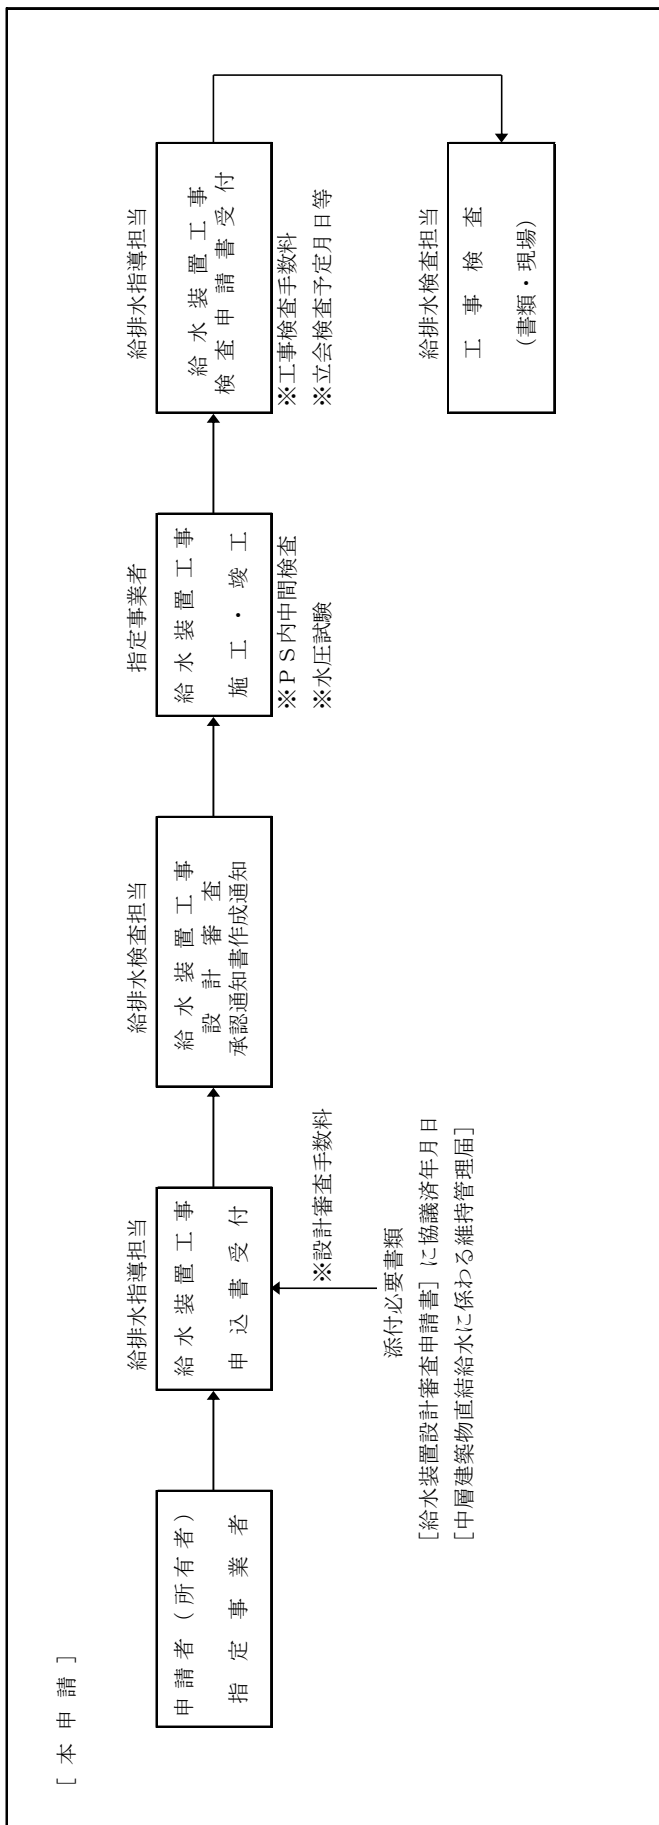 [ 本 申 請 ]
申 請 者 ( 所 有 者 )
指 定 事 業 者
給排水指導担当
給 水 装 置 工 事
申 込 書 受 付
※設計審査手数料
添付必要書類
[給水装置設計審査申請書] に協議済年月日
[中層建築物直結給水に係わる維持管理届]
給排水検査担当
給 水 装 置 工 事
設 計 審 査
承認通知書作成通知
指定事業者
給 水 装 置 工 事
施 工 ・ 竣 工
※ＰＳ内中間検査
※水圧試験
給排水指導担当
給 水 装 置 工 事
検 査 申 請 書 受 付
※工事検査手数料
※立会検査予定月日等
給排水検査担当
工 事 検 査
(書類・現場)